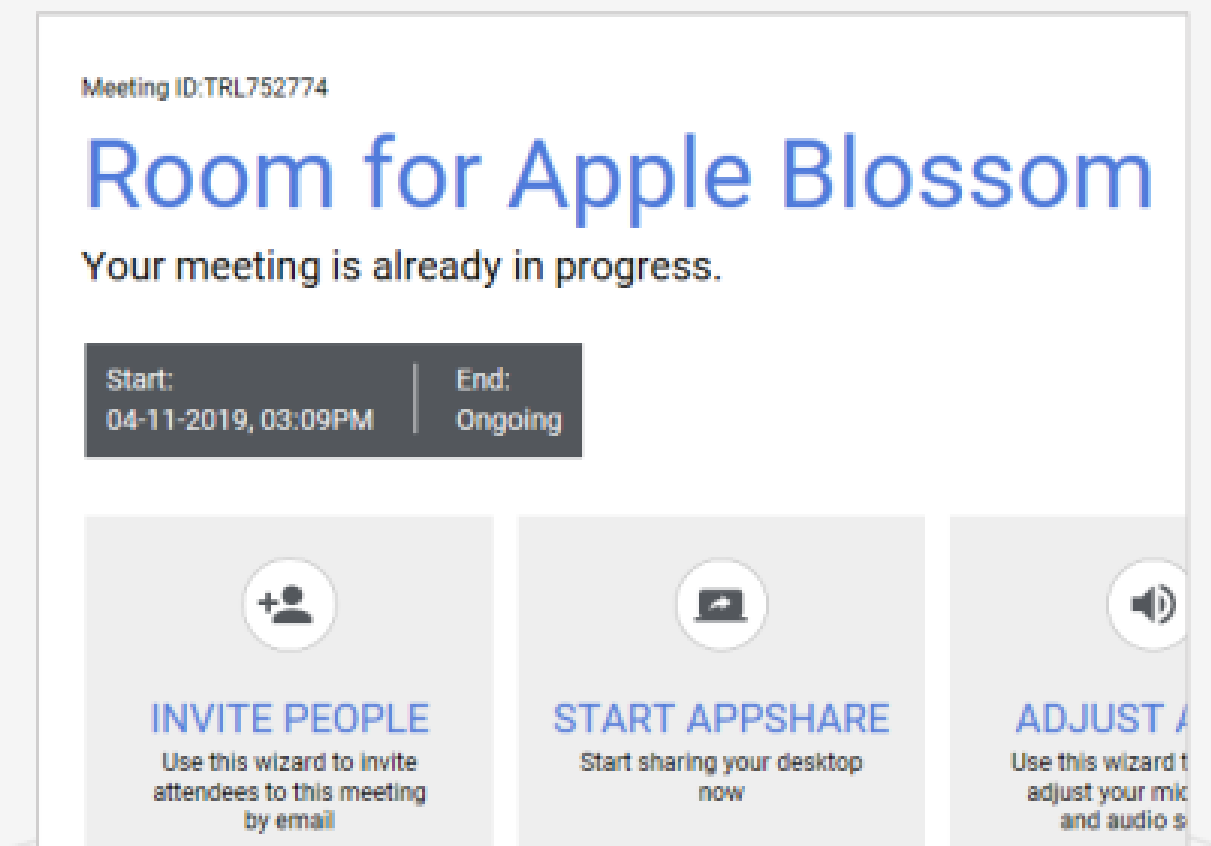 Meeting ID:TRL752774
Room for Apple Blossom
Your meeting is already in progress.
Start:
04-11-2019, 03:09PM
End:
Ongoing
INVITE PEOPLE
Use this wizard to invite
attendees to this meeting
by email
START APPSHARE
Start sharing your desktop
now
ADJUST
Use this wizard
adjust your
and audio